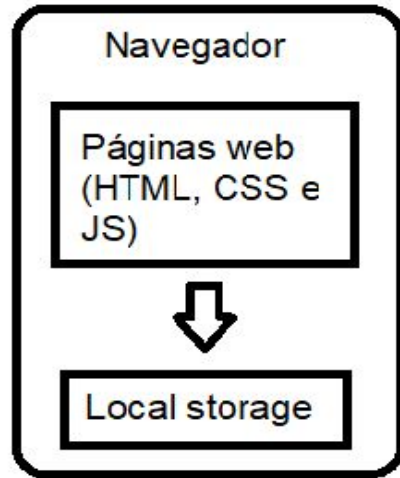 Navegador
Páginas web
(HTML, CSS e
JS)
Local storage